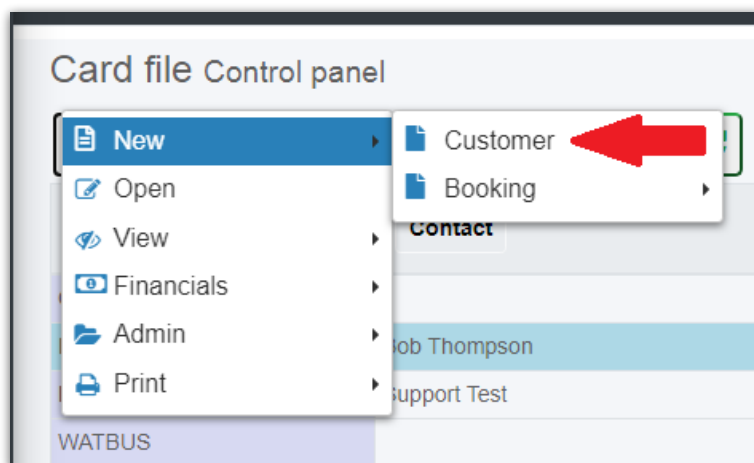 Card file Control panel
New
Customer
Open
Booking
View
Contact
Financials
Admin
Bob Thompson
Print
Support Test
WATBUS